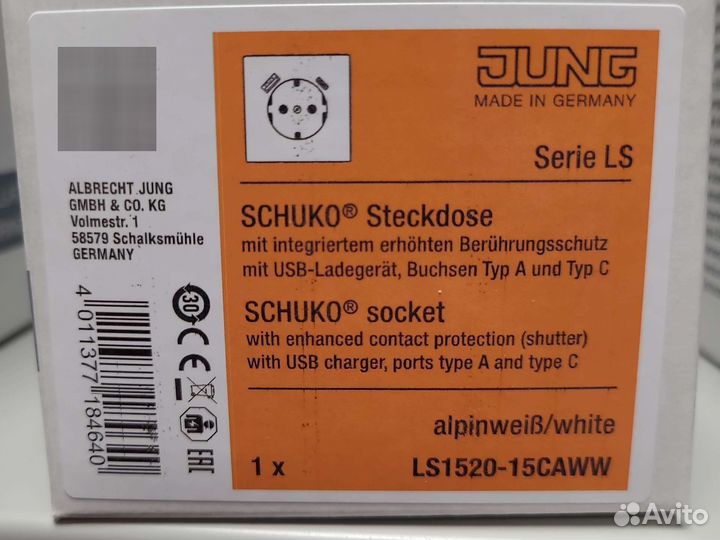 JUNG
MADE IN GERMANY
Serie LS
ALBRECHT JUNG
GMBH & CO. KG
Volmestr. 1
58579 Schalksmühle
GERMANY
SCHUKO® Steckdose
mit integriertem erhöhten Berührungsschutz
mit USB-Ladegerät, Buchsen Typ A und Typ C
SCHUKO® socket
with enhanced contact protection (shutter)
with USB charger, ports type A and type C
alpinweiß/white
1 x LS1520-15CAWW
4 011377 184640
30
CE
EAC
Avito